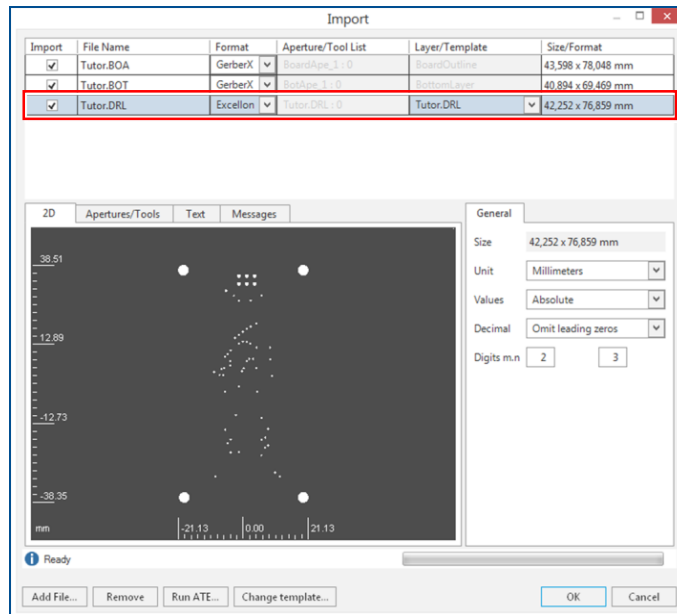 Import
Import File Name Format Aperture/Tool List Layer/Template Size/Format
Tutor.BOA GerberX BoardApe_1 : 0 BoardOutline 43,598 x 78,048 mm
Tutor.BOT GerberX BotApe_1 : 0 BottomLayer 40,894 x 69,469 mm
Tutor.DRL Excellon Tutor.DRL : 0 Tutor.DRL 42,252 x 76,859 mm
2D Apertures/Tools Text Messages General
Size 42,252 x 76,859 mm
38.51
Unit Millimeters
Values Absolute
12.89
Decimal Omit leading zeros
Digits m.n 2 3
-12.73
-38.35
mm -21.13 0.00 21.13
Ready
Add File... Remove Run ATE... Change template... OK Cancel